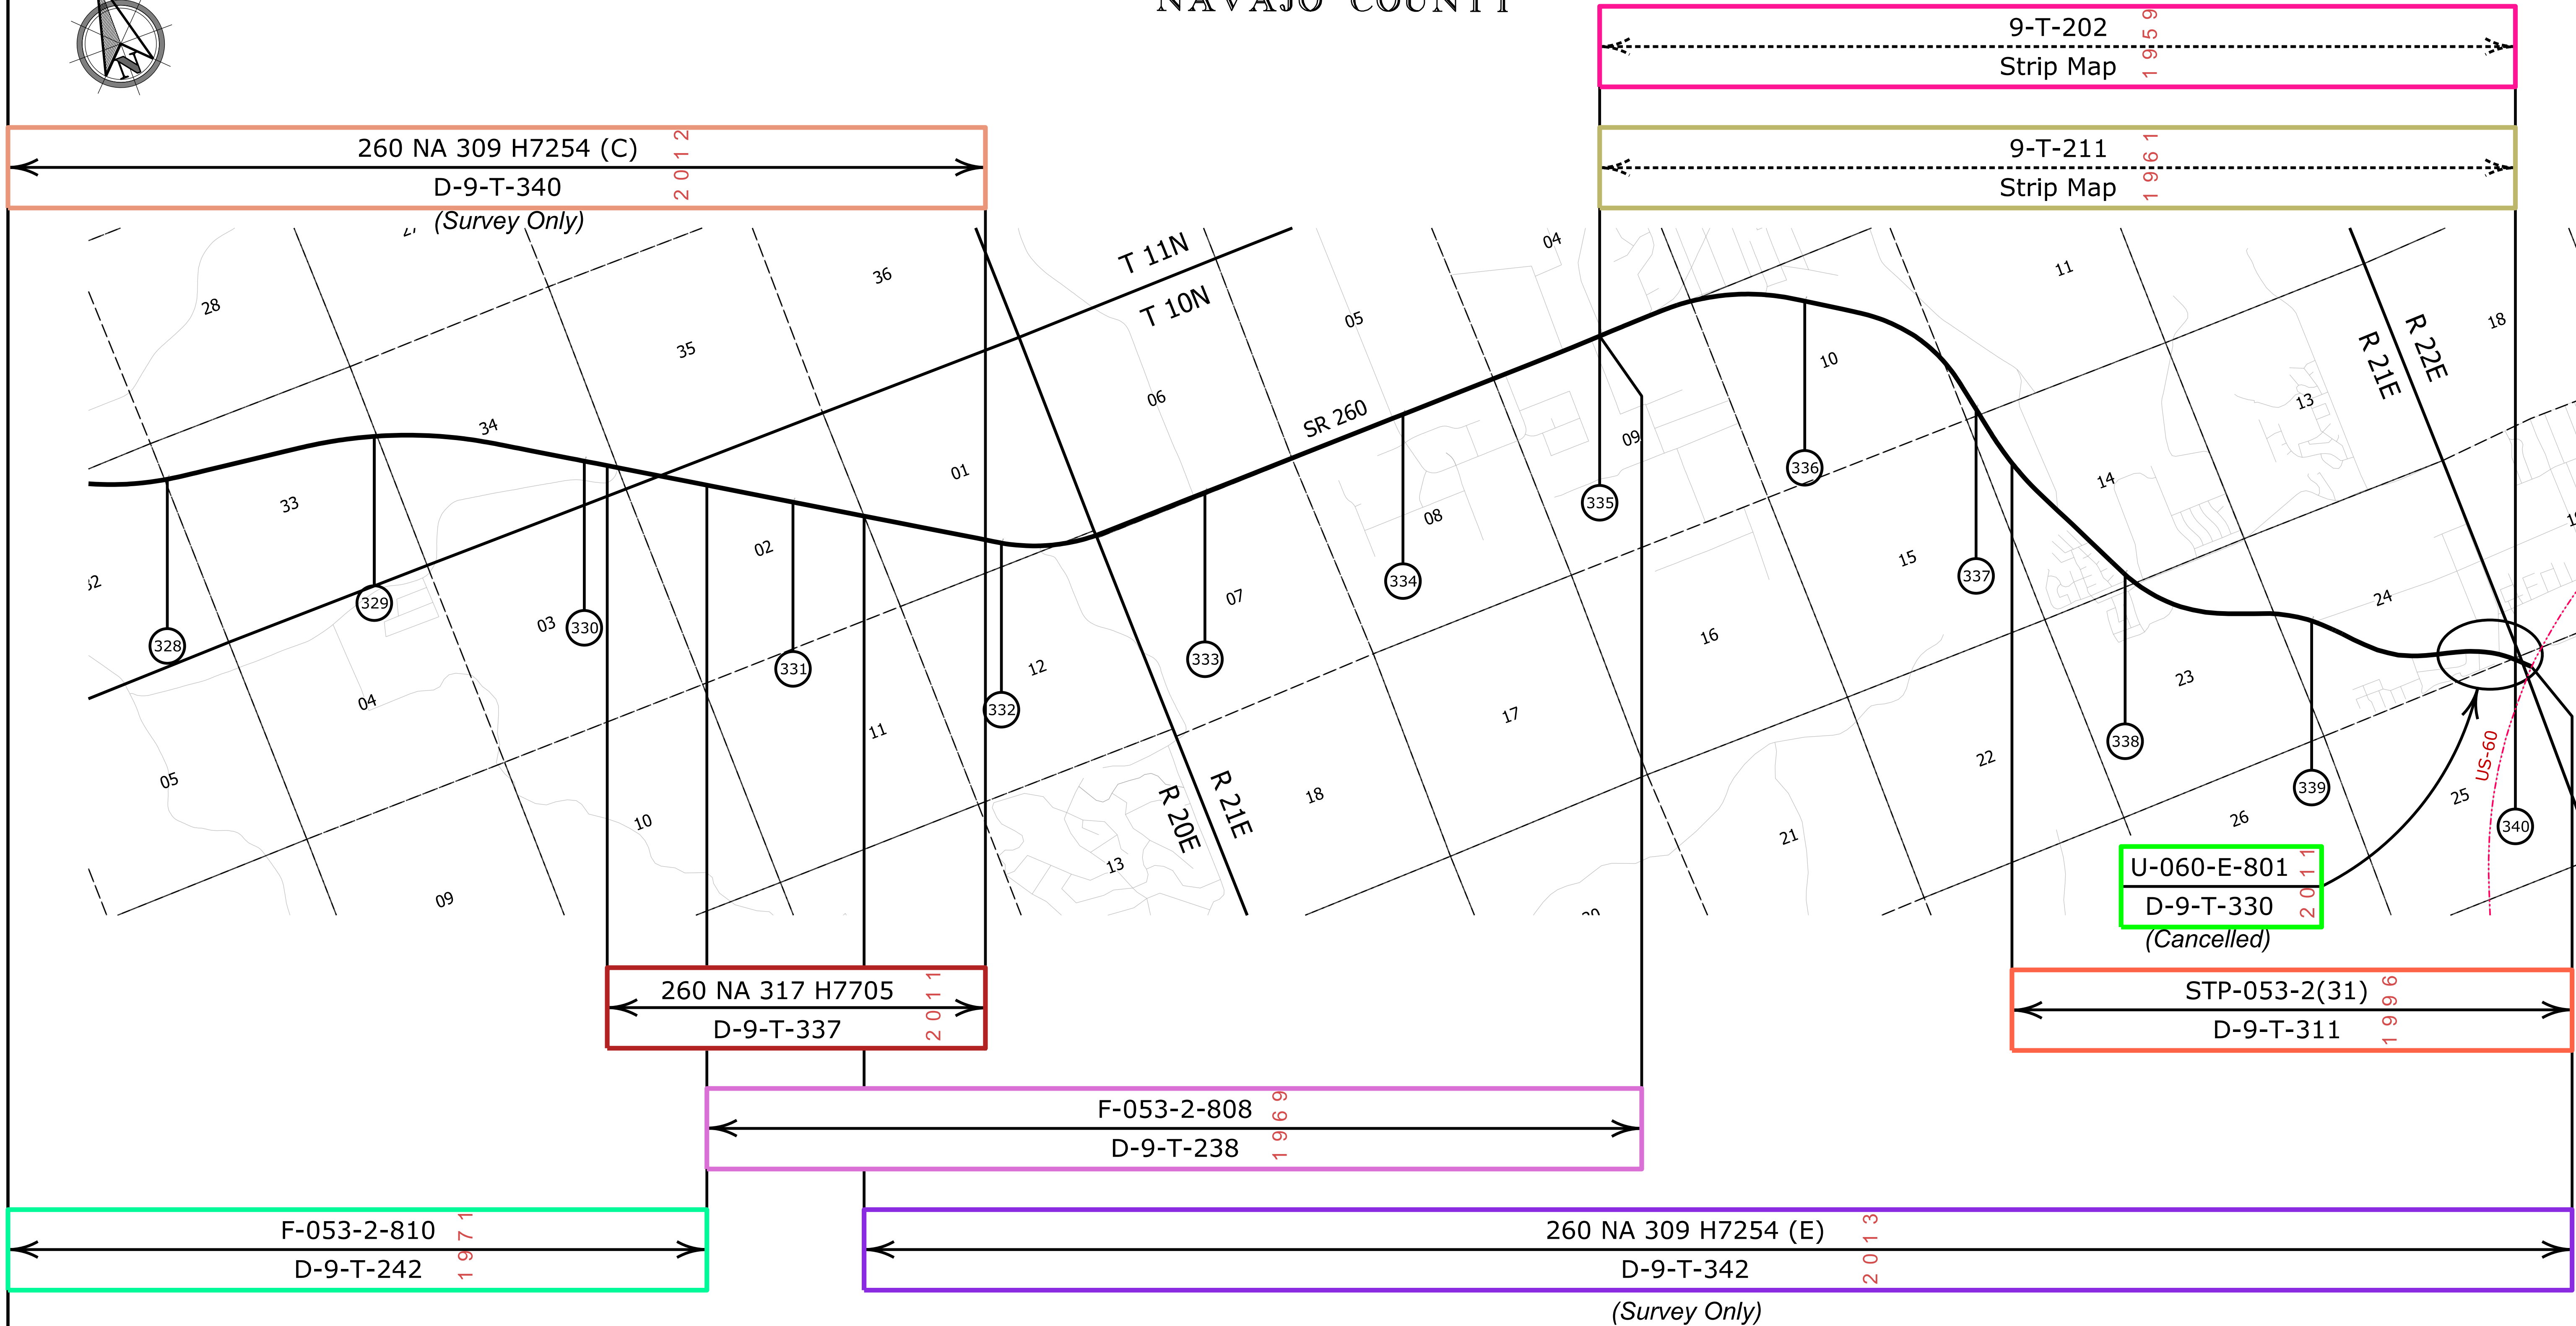 NAVAJO COUNTY
N
9-T-202
Strip Map
1959
260 NA 309 H7254 (C)
D-9-T-340
2012
(Survey Only)
9-T-211
Strip Map
1961
28
35
36
T 11N
T 10N
05
04
11
18
R 22E
R 21E
33
34
01
06
SR 260
09
10
13
14
02
03
04
05
07
08
15
16
17
18
12
11
10
09
13
R 21E
R 20E
21
22
23
24
25
26
US-60
328
329
330
331
332
333
334
335
336
337
338
339
340
U-060-E-801
D-9-T-330
2011
(Cancelled)
260 NA 317 H7705
D-9-T-337
2011
STP-053-2(31)
D-9-T-311
1996
F-053-2-808
D-9-T-238
1969
F-053-2-810
D-9-T-242
1971
260 NA 309 H7254 (E)
D-9-T-342
2013
(Survey Only)